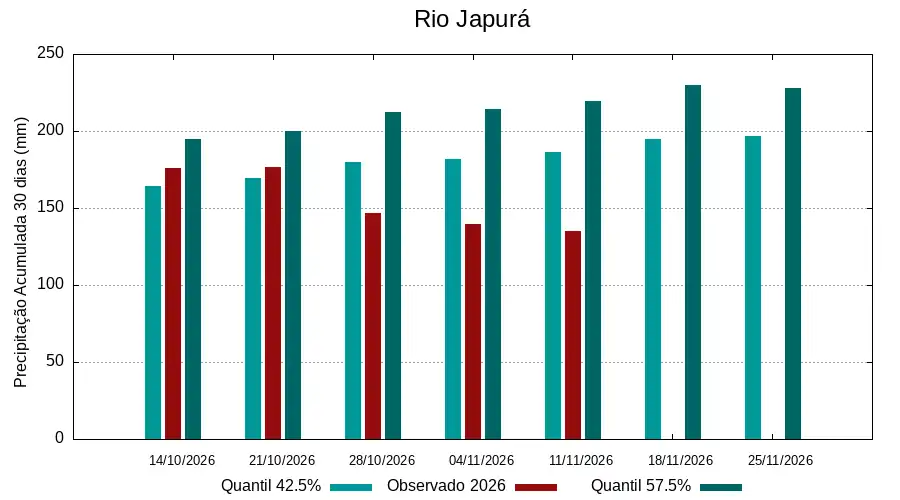 Rio Japurá
Precipitação Acumulada 30 dias (mm)
250
200
150
100
50
0
14/10/2026 21/10/2026 28/10/2026 04/11/2026 11/11/2026 18/11/2026 25/11/2026
Quantil 42.5% Observado 2026 Quantil 57.5%